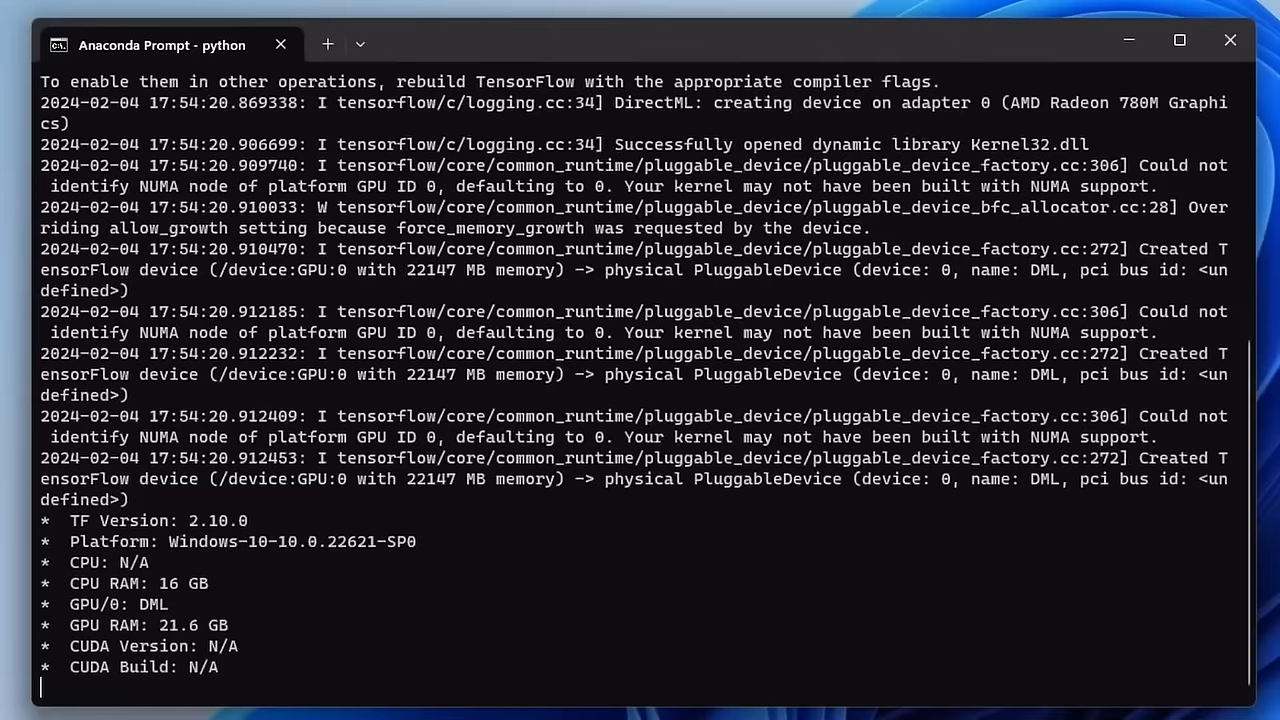 Anaconda Prompt - python
To enable them in other operations, rebuild TensorFlow with the appropriate compiler flags.
2024-02-04 17:54:20.869338: I tensorflow/c/logging.cc:34] DirectML: creating device on adapter 0 (AMD Radeon 780M Graphi
cs)
2024-02-04 17:54:20.906699: I tensorflow/c/logging.cc:34] Successfully opened dynamic library Kernel32.dll
2024-02-04 17:54:20.909740: I tensorflow/core/common_runtime/pluggable_device/pluggable_device_factory.cc:306] Could not
 identify NUMA node of platform GPU ID 0, defaulting to 0. Your kernel may not have been built with NUMA support.
2024-02-04 17:54:20.910033: W tensorflow/core/common_runtime/pluggable_device/pluggable_device_bfc_allocator.cc:28] Over
riding allow_growth setting because force_memory_growth was requested by the device.
2024-02-04 17:54:20.910470: I tensorflow/core/common_runtime/pluggable_device/pluggable_device_factory.cc:272] Created T
ensorFlow device (/device:GPU:0 with 22147 MB memory) -> physical PluggableDevice (device: 0, name: DML, pci bus id: <un
defined>)
2024-02-04 17:54:20.912185: I tensorflow/core/common_runtime/pluggable_device/pluggable_device_factory.cc:306] Could not
 identify NUMA node of platform GPU ID 0, defaulting to 0. Your kernel may not have been built with NUMA support.
2024-02-04 17:54:20.912232: I tensorflow/core/common_runtime/pluggable_device/pluggable_device_factory.cc:272] Created T
ensorFlow device (/device:GPU:0 with 22147 MB memory) -> physical PluggableDevice (device: 0, name: DML, pci bus id: <un
defined>)
2024-02-04 17:54:20.912409: I tensorflow/core/common_runtime/pluggable_device/pluggable_device_factory.cc:306] Could not
 identify NUMA node of platform GPU ID 0, defaulting to 0. Your kernel may not have been built with NUMA support.
2024-02-04 17:54:20.912453: I tensorflow/core/common_runtime/pluggable_device/pluggable_device_factory.cc:272] Created T
ensorFlow device (/device:GPU:0 with 22147 MB memory) -> physical PluggableDevice (device: 0, name: DML, pci bus id: <un
defined>)
*  TF Version: 2.10.0
*  Platform: Windows-10-10.0.22621-SP0
*  CPU: N/A
*  CPU RAM: 16 GB
*  GPU/0: DML
*  GPU RAM: 21.6 GB
*  CUDA Version: N/A
*  CUDA Build: N/A